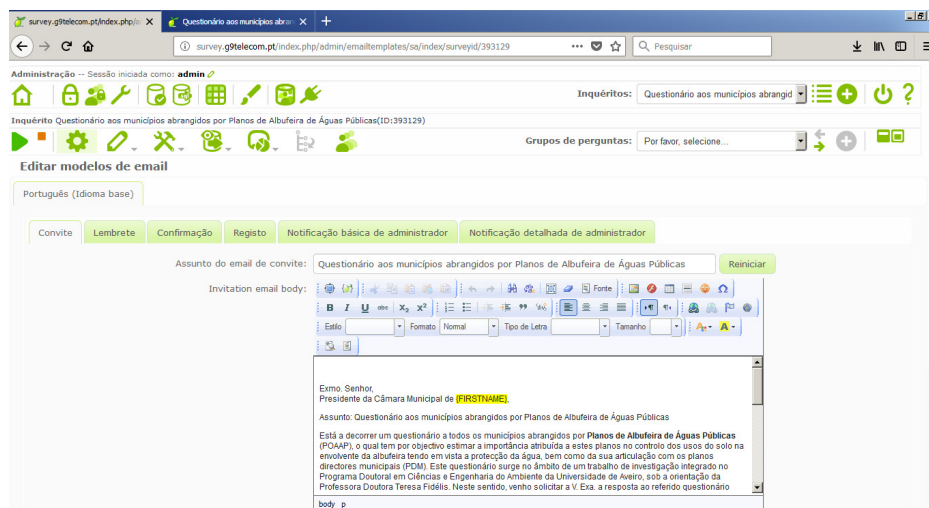 survey.g9telecom.pt/index.php/a
Questionário aos municípios abran
survey.g9telecom.pt/index.php/admin/emailtemplates/sa/index/surveyid/393129
Pesquisar
Administração -- Sessão iniciada como: admin
Inquéritos: Questionário aos municípios abrangid
Inquérito Questionário aos municípios abrangidos por Planos de Albufeira de Águas Públicas(ID:393129)
Grupos de perguntas: Por favor, selecione...
Editar modelos de email
Português (Idioma base)
Convite Lembrete Confirmação Registo Notificação básica de administrador Notificação detalhada de administrador
Assunto do email de convite: Questionário aos municípios abrangidos por Planos de Albufeira de Águas Públicas Reiniciar
Invitation email body:
Fonte
B I U abc X₂ X²
Estilo Formato Normal Tipo de Letra Tamanho A A
Exmo. Senhor,
Presidente da Câmara Municipal de {FIRSTNAME},
Assunto: Questionário aos municípios abrangidos por Planos de Albufeira de Águas Públicas
Está a decorrer um questionário a todos os municípios abrangidos por Planos de Albufeira de Águas Públicas
(POAAP), o qual tem por objectivo estimar a importância atribuída a estes planos no controlo dos usos do solo na
envolvente da albufeira tendo em vista a protecção da água, bem como da sua articulação com os planos
directores municipais (PDM). Este questionário surge no âmbito de um trabalho de investigação integrado no
Programa Doutoral em Ciências e Engenharia do Ambiente da Universidade de Aveiro, sob a orientação da
Professora Doutora Teresa Fidélis. Neste sentido, venho solicitar a V. Exa. a resposta ao referido questionário
body p